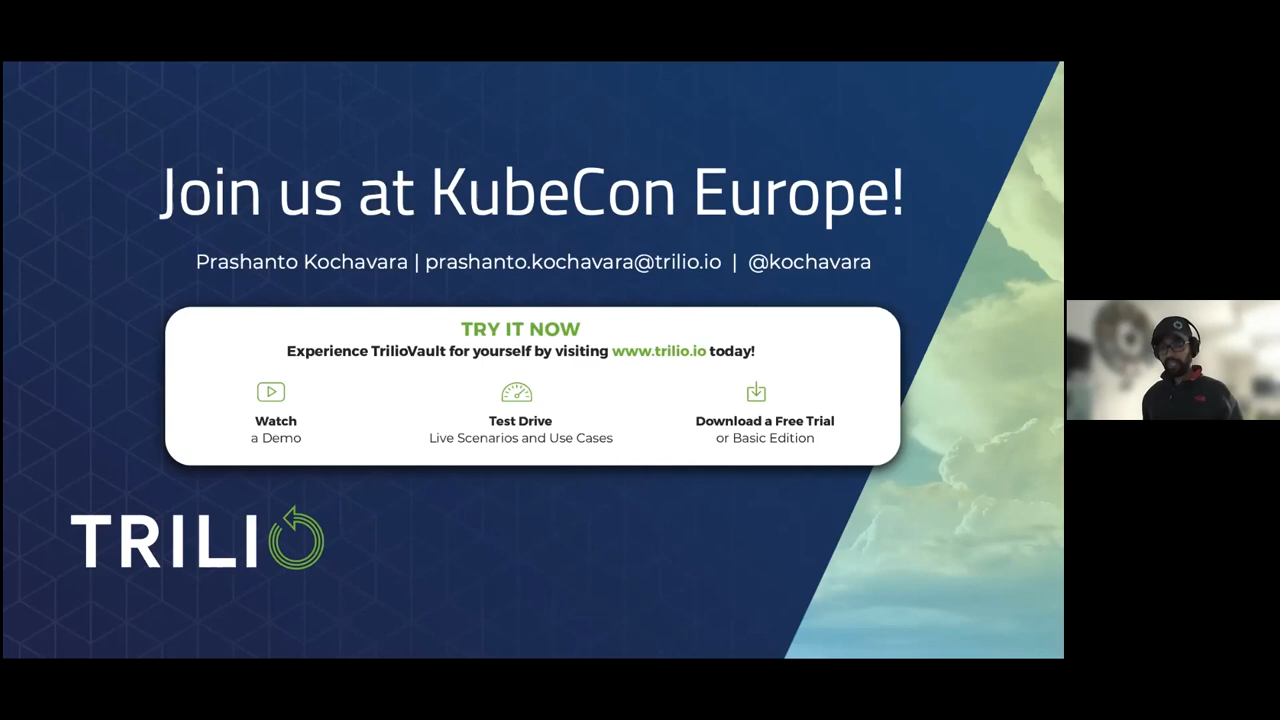 Join us at KubeCon Europe!
Prashanto Kochavara | prashanto.kochavara@trilio.io | @kochavara
TRY IT NOW
Experience TrilioVault for yourself by visiting www.trilio.io today!
Watch
a Demo
Test Drive
Live Scenarios and Use Cases
Download a Free Trial
or Basic Edition
TRILIO